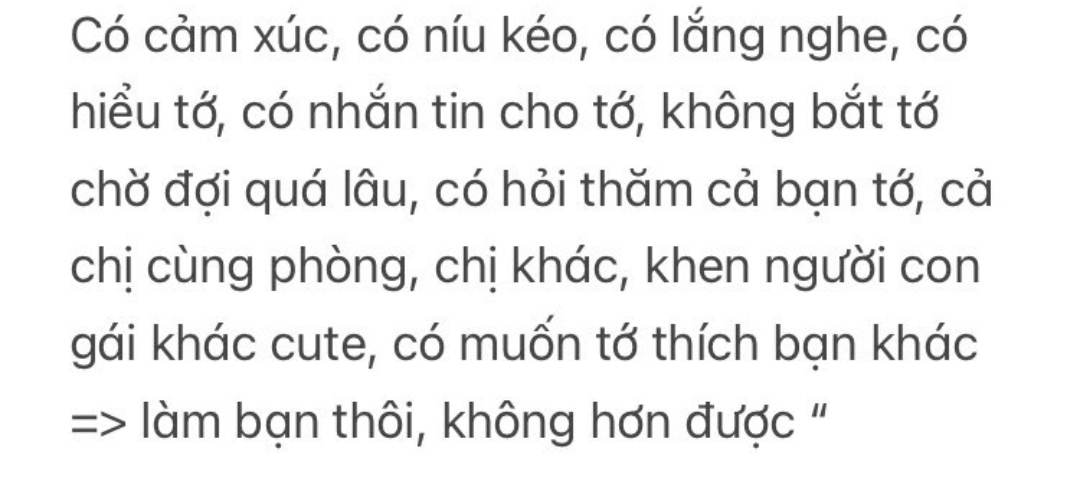 Có cảm xúc, có níu kéo, có lắng nghe, có
hiểu tớ, có nhắn tin cho tớ, không bắt tớ
chờ đợi quá lâu, có hỏi thăm cả bạn tớ, cả
chị cùng phòng, chị khác, khen người con
gái khác cute, có muốn tớ thích bạn khác
=> làm bạn thôi, không hơn được “